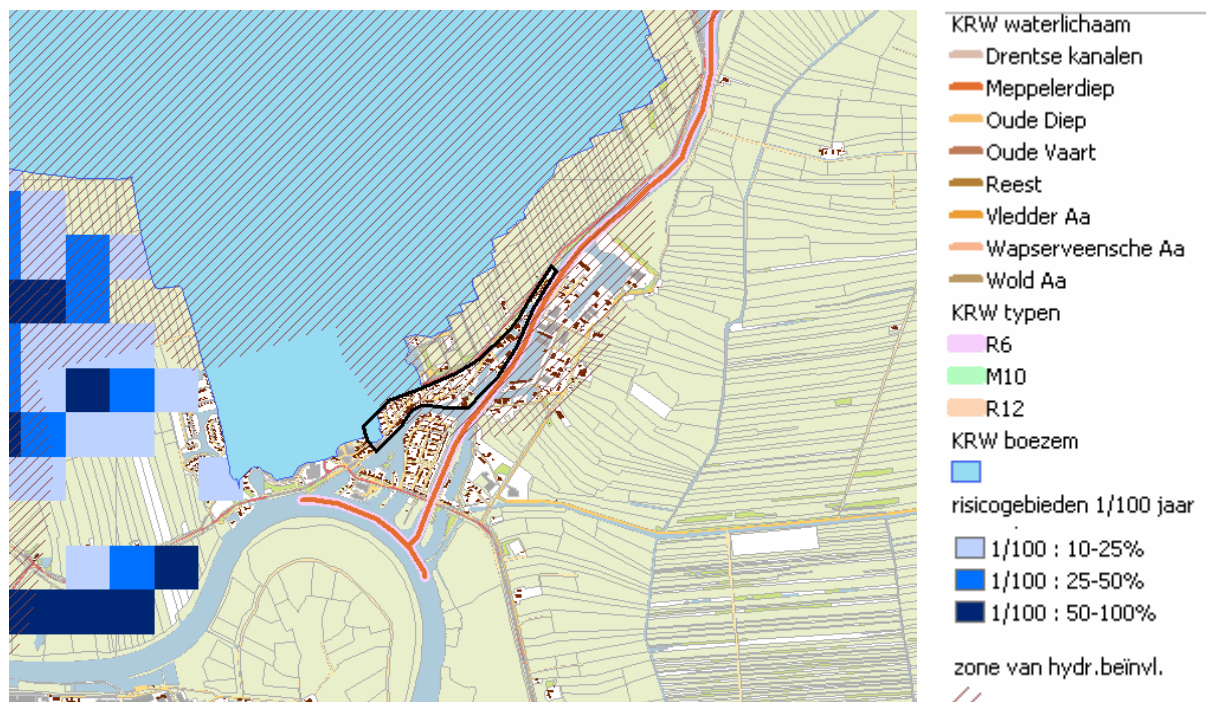 KRW waterlichaam
Drentse kanalen
Meppelerdiep
Oude Diep
Oude Vaart
Reest
Vledder Aa
Wapserveensche Aa
Wold Aa
KRW typen
R6
M10
R12
KRW boezem
risicogebieden 1/100 jaar
1/100 : 10-25%
1/100 : 25-50%
1/100 : 50-100%
zone van hydr.beïnvl.